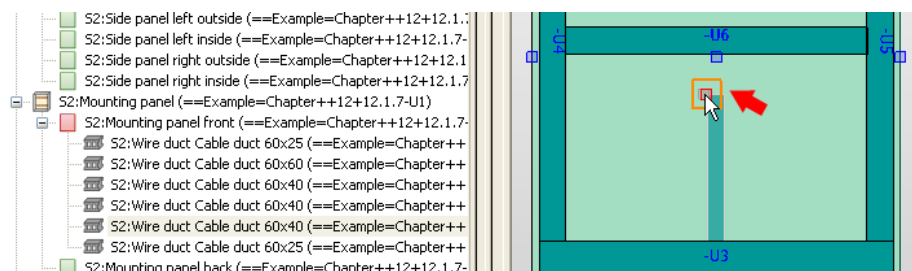 S2:Side panel left outside (==Example=Chapter++12+12.1.7
S2:Side panel left inside (==Example=Chapter++12+12.1.7-
S2:Side panel right outside (==Example=Chapter++12+12.1
S2:Side panel right inside (==Example=Chapter++12+12.1.7
S2:Mounting panel (==Example=Chapter++12+12.1.7-U1)
S2:Mounting panel front (==Example=Chapter++12+12.1.7-
S2:Wire duct Cable duct 60x25 (==Example=Chapter++
S2:Wire duct Cable duct 60x60 (==Example=Chapter++
S2:Wire duct Cable duct 60x40 (==Example=Chapter++
S2:Wire duct Cable duct 60x40 (==Example=Chapter++
S2:Wire duct Cable duct 60x40 (==Example=Chapter++
S2:Wire duct Cable duct 60x25 (==Example=Chapter++
S2:Mounting panel back (==Example=Chapter++12+12.1.7-
-U4
-U6
-U5
-U3